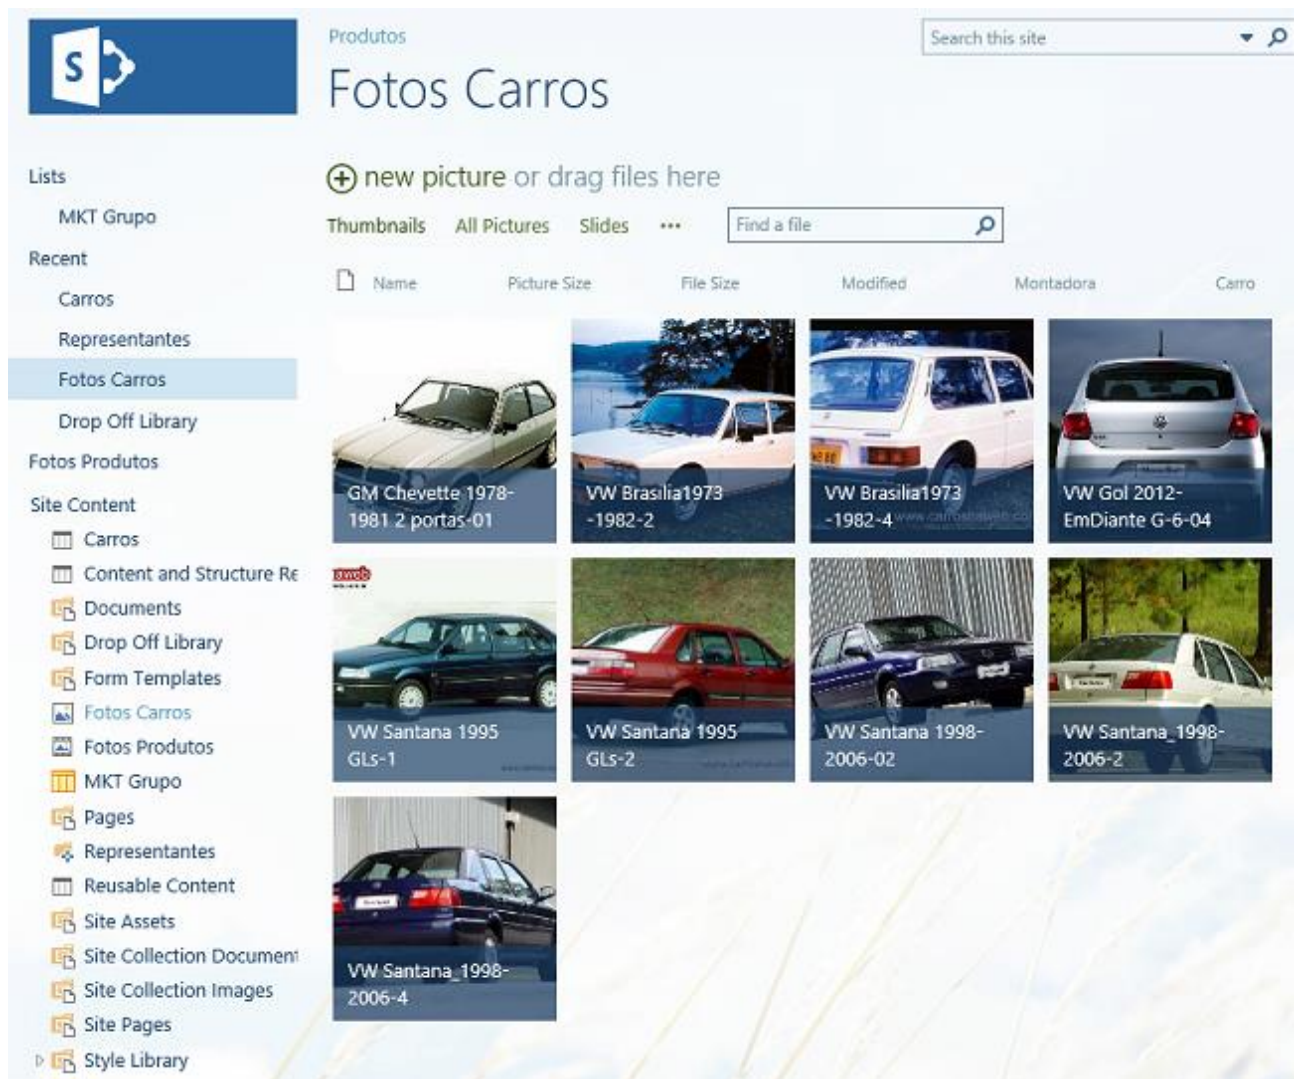 S
Produtos
Search this site
Fotos Carros
new picture or drag files here
Thumbnails All Pictures Slides ••• Find a file
Name Picture Size File Size Modified Montadora Carro
Lists
MKT Grupo
Recent
Carros
Representantes
Fotos Carros
Drop Off Library
Fotos Produtos
Site Content
Carros
Content and Structure Re
Documents
Drop Off Library
Form Templates
Fotos Carros
Fotos Produtos
MKT Grupo
Pages
Representantes
Reusable Content
Site Assets
Site Collection Document
Site Collection Images
Site Pages
Style Library
GM Chevette 1978-
1981 2 portas-01
VW Brasilia1973
-1982-2
VW Brasilia1973
-1982-4
VW Gol 2012-
EmDiante G-6-04
VW Santana 1995
GLs-1
VW Santana 1995
GLs-2
VW Santana 1998-
2006-02
VW Santana_1998-
2006-2
VW Santana_1998-
2006-4